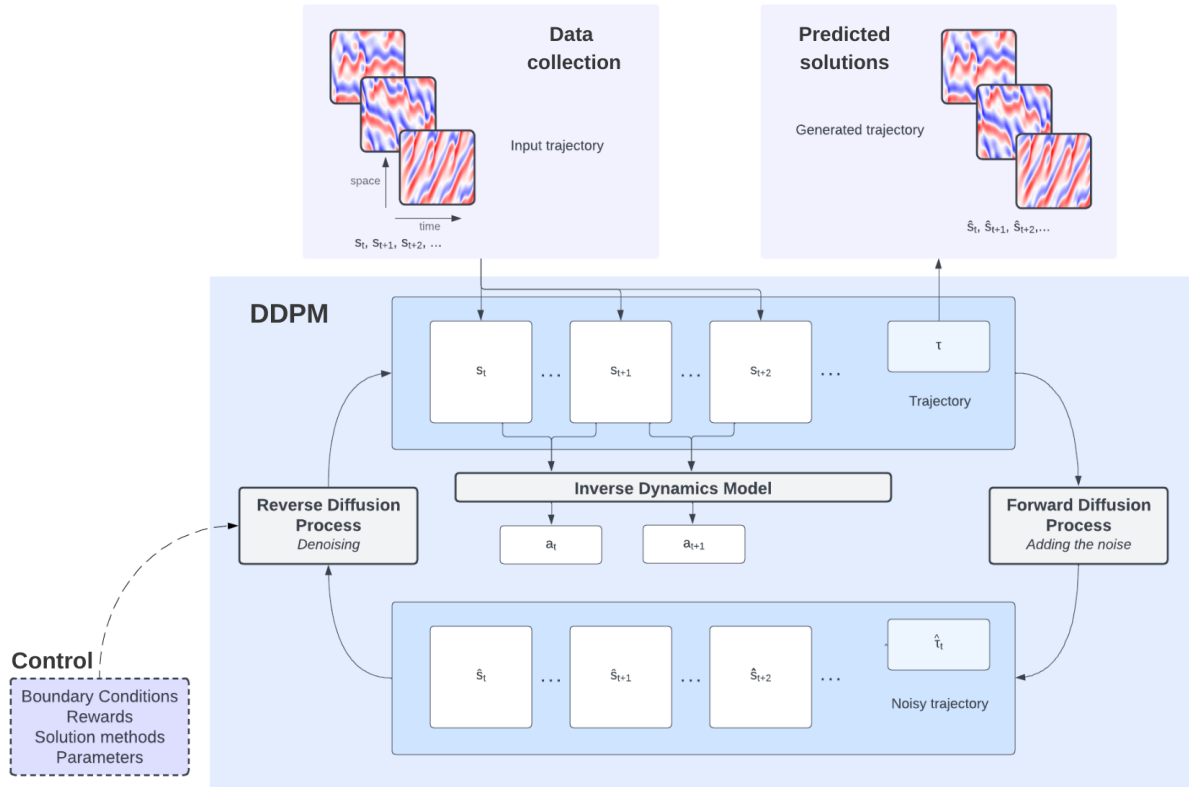 Data
collection
Input trajectory
space
time
sₜ, sₜ₊₁, sₜ₊₂, ...
Predicted
solutions
Generated trajectory
ŝₜ, ŝₜ₊₁, ŝₜ₊₂,...
DDPM
sₜ ... sₜ₊₁ ... sₜ₊₂ ... τ
Trajectory
Inverse Dynamics Model
aₜ aₜ₊₁
Reverse Diffusion
Process
Denoising
Forward Diffusion
Process
Adding the noise
Control
Boundary Conditions
Rewards
Solution methods
Parameters
ŝₜ ... ŝₜ₊₁ ... ŝₜ₊₂ ... τ̂ₜ
Noisy trajectory